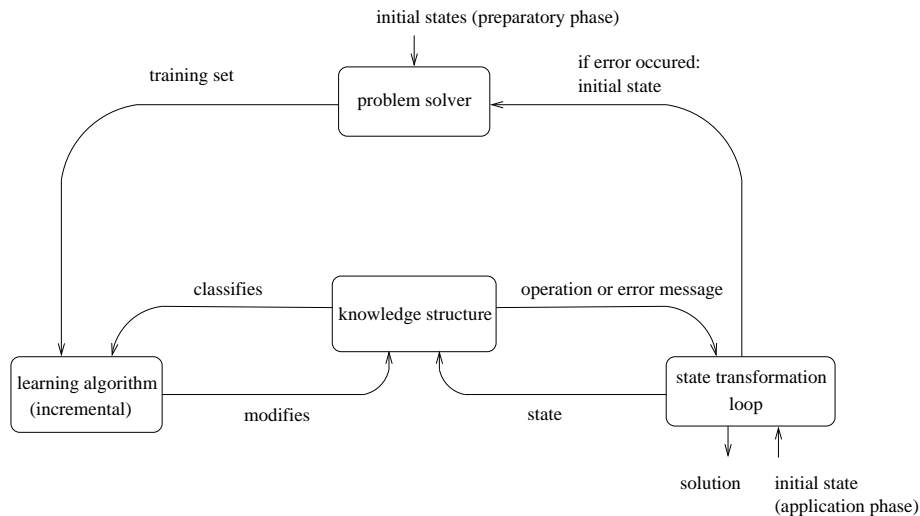 initial states (preparatory phase)
if error occured:
initial state
training set
problem solver
classifies
operation or error message
knowledge structure
learning algorithm
(incremental)
state transformation
loop
modifies
state
solution
initial state
(application phase)